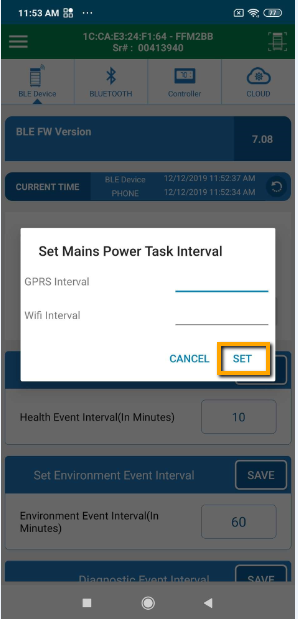 11:53 AM
77
1C:CA:E3:24:F1:64 - FFM2BB
Sr# : 00413940
BLE Device BLUETOOTH Controller CLOUD
BLE FW Version
7.08
CURRENT TIME
BLE Device 12/12/2019 11:52:37 AM
PHONE 12/12/2019 11:52:34 AM
Set Mains Power Task Interval
GPRS Interval
Wifi Interval
CANCEL SET
Health Event Interval(In Minutes) 10
Set Environment Event Interval SAVE
Environment Event Interval(In
Minutes)
60
Diagnostic Event Interval SAVE